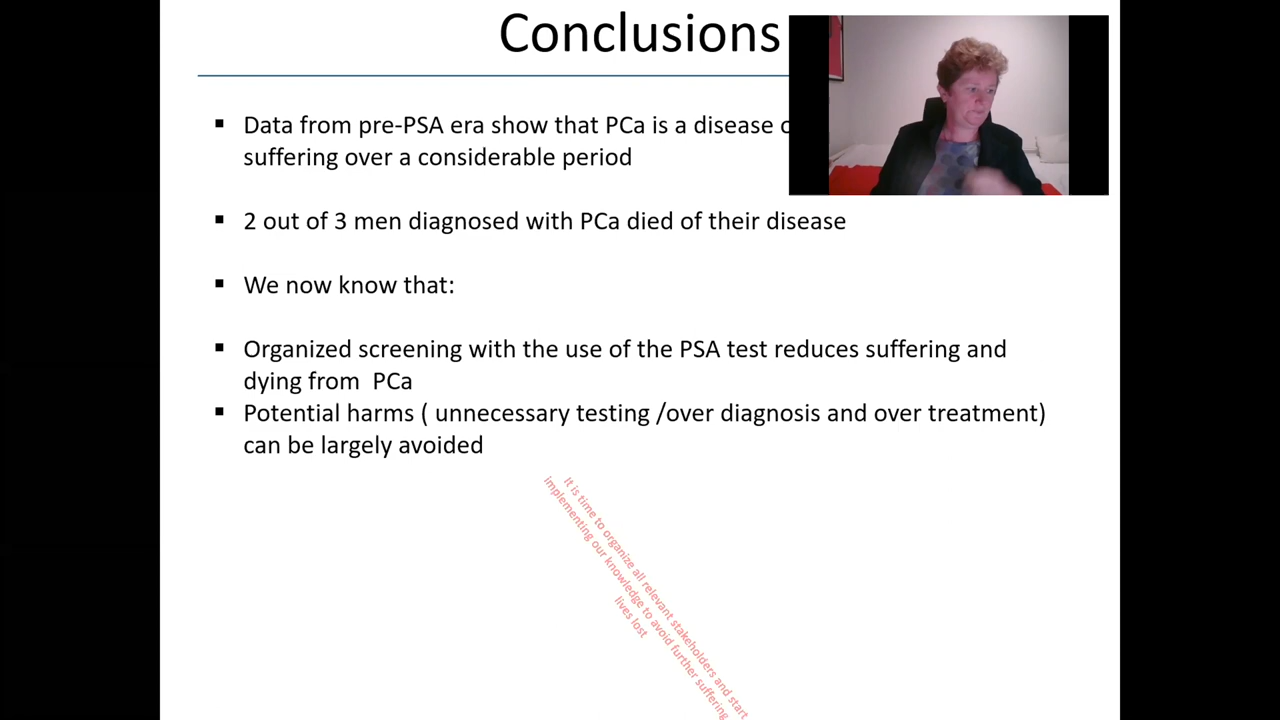 Conclusions
▪ Data from pre-PSA era show that PCa is a disease
suffering over a considerable period
▪ 2 out of 3 men diagnosed with PCa died of their disease
▪ We now know that:
▪ Organized screening with the use of the PSA test reduces suffering and
dying from  PCa
▪ Potential harms ( unnecessary testing /over diagnosis and over treatment)
can be largely avoided
It is time to organize all relevant stakeholders and start
implementing our knowledge to avoid further suffering
lives lost